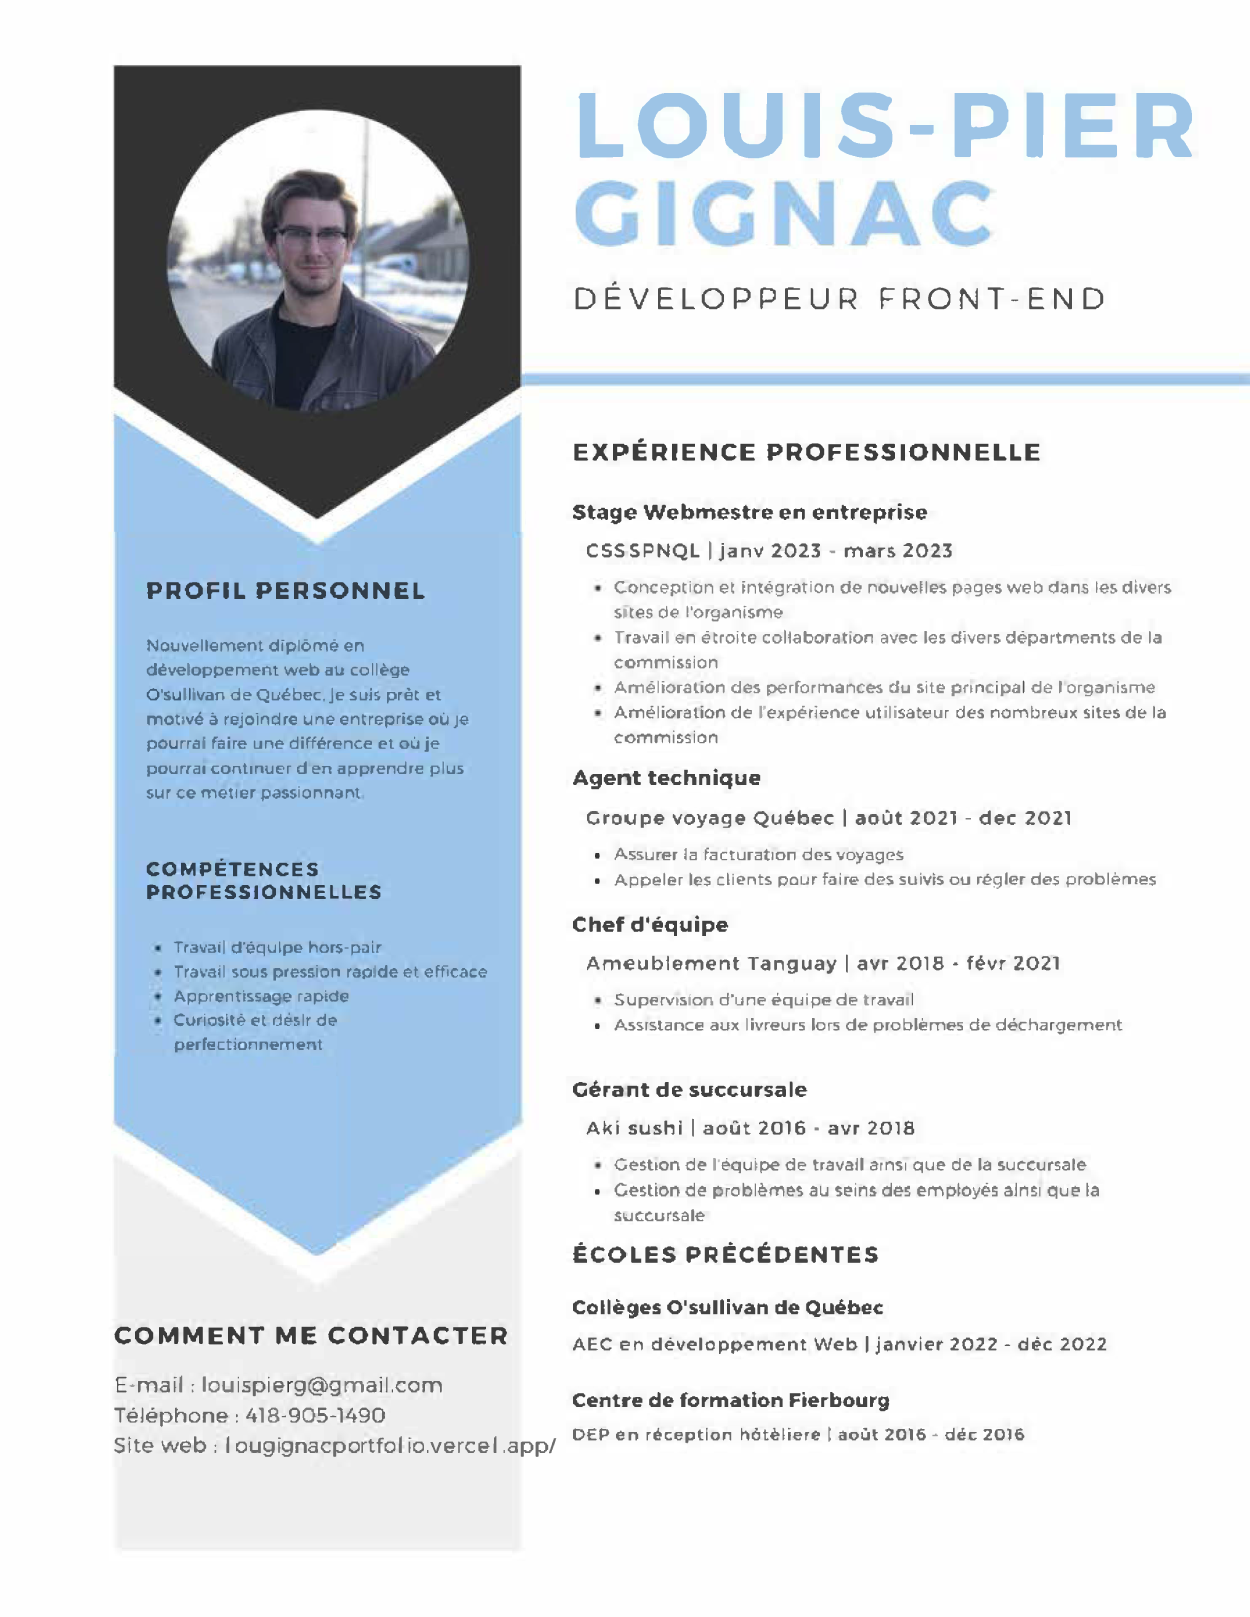 LOUIS-PIER
GIGNAC
DÉVELOPPEUR FRONT-END
PROFIL PERSONNEL
Nouvellement diplômé en
développement web au collège
O'sullivan de Québec, je suis prêt et
motivé à rejoindre une entreprise où je
pourrai faire une différence et où je
pourrai continuer d'en apprendre plus
sur ce métier passionnant.
COMPÉTENCES
PROFESSIONNELLES
• Travail d'équipe hors-pair
• Travail sous pression rapide et efficace
• Apprentissage rapide
• Curiosité et désir de
perfectionnement
COMMENT ME CONTACTER
E-mail : louispierg@gmail.com
Téléphone : 418-905-1490
Site web : lougignacportfolio.vercel.app/
EXPÉRIENCE PROFESSIONNELLE
Stage Webmestre en entreprise
CSSSPNQL | janv 2023 - mars 2023
• Conception et intégration de nouvelles pages web dans les divers
sites de l'organisme
• Travail en étroite collaboration avec les divers départments de la
commission
• Amélioration des performances du site principal de l'organisme
• Amélioration de l'expérience utilisateur des nombreux sites de la
commission
Agent technique
Groupe voyage Québec | août 2021 - dec 2021
• Assurer la facturation des voyages
• Appeler les clients pour faire des suivis ou régler des problèmes
Chef d'équipe
Ameublement Tanguay | avr 2018 - févr 2021
• Supervision d'une équipe de travail
• Assistance aux livreurs lors de problèmes de déchargement
Gérant de succursale
Aki sushi | août 2016 - avr 2018
• Gestion de l'équipe de travail ainsi que de la succursale
• Gestion de problèmes au seins des employés ainsi que la
succursale
ÉCOLES PRÉCÉDENTES
Collèges O'sullivan de Québec
AEC en développement Web | janvier 2022 - déc 2022
Centre de formation Fierbourg
DEP en réception hôtèliere | août 2016 - déc 2016